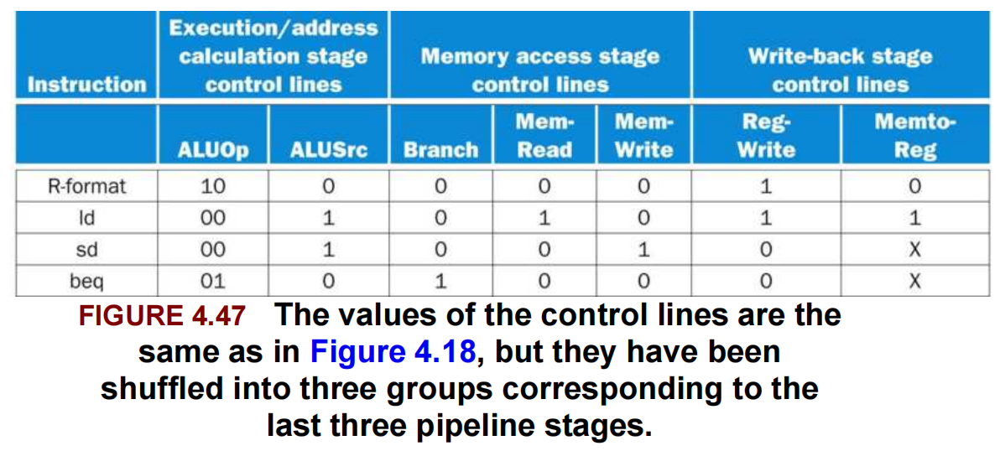 Instruction Execution/address calculation stage control lines Memory access stage control lines Write-back stage control lines
ALUOp ALUSrc Branch Mem-Read Mem-Write Reg-Write Memto-Reg
R-format 10 0 0 0 0 1 0
ld 00 1 0 1 0 1 1
sd 00 1 0 0 1 0 X
beq 01 0 1 0 0 0 X
FIGURE 4.47 The values of the control lines are the
same as in Figure 4.18, but they have been
shuffled into three groups corresponding to the
last three pipeline stages.